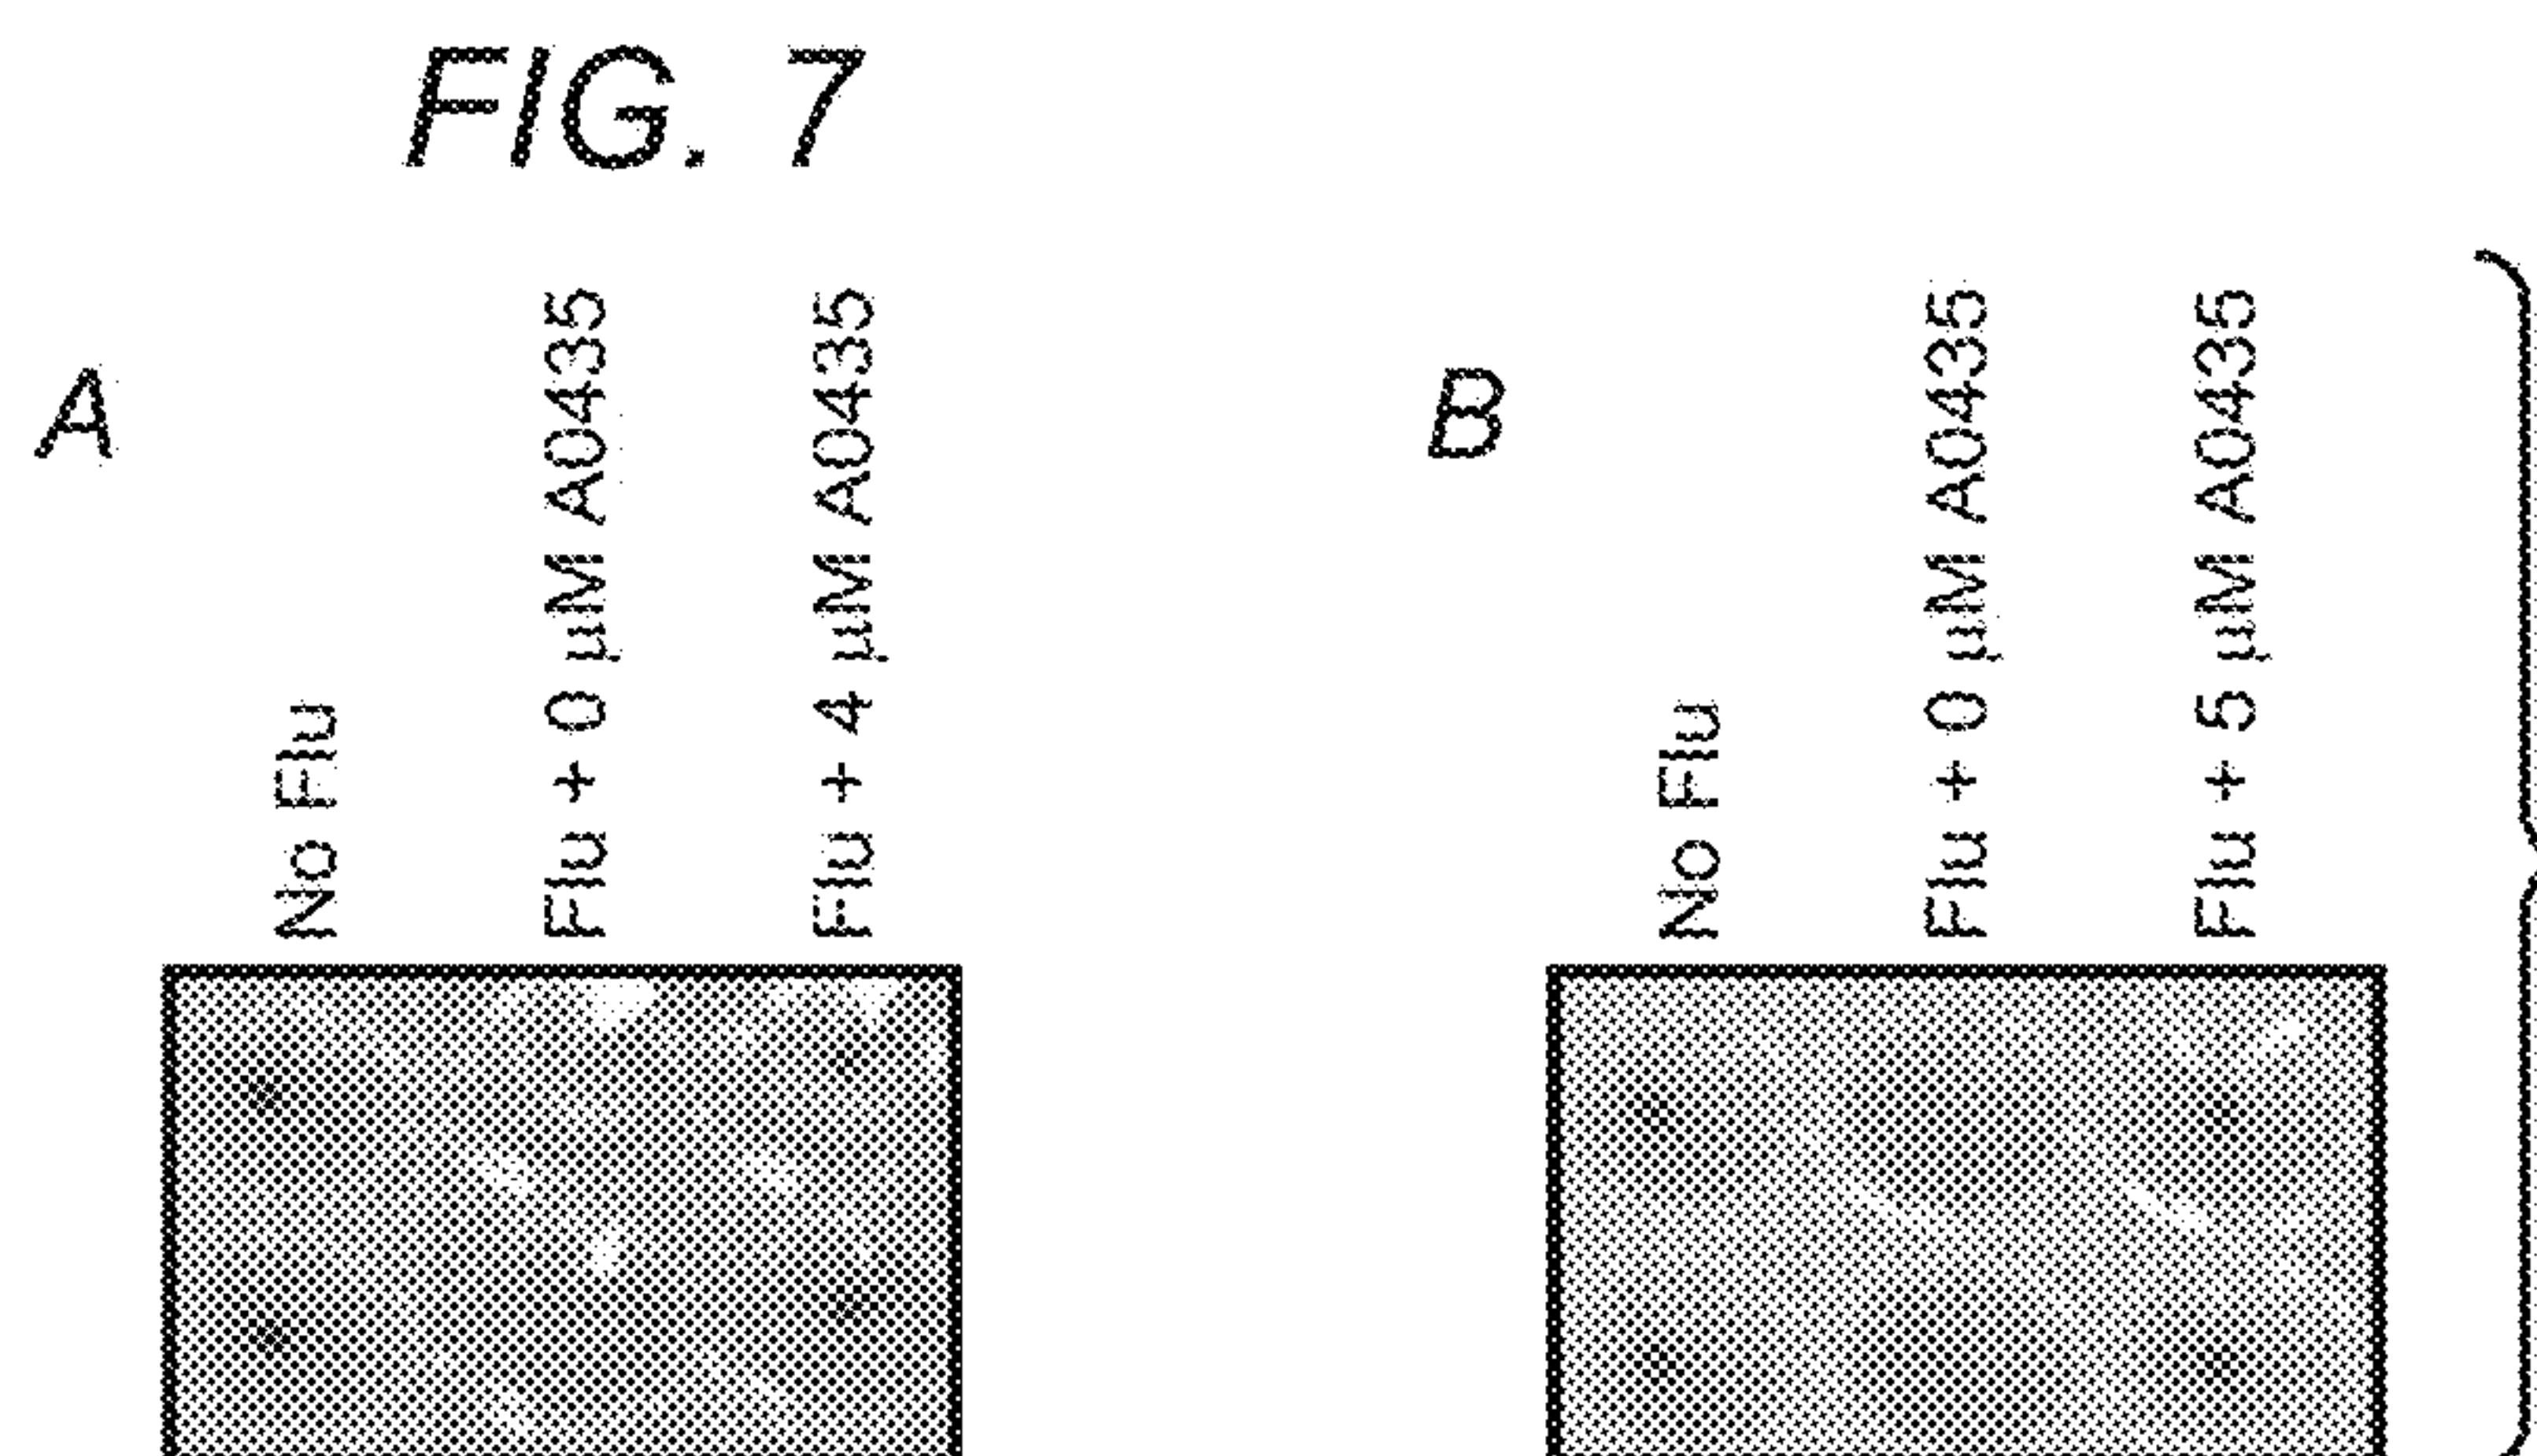 FIG. 7
A
No Flu
Flu + 0 µM A0435
Flu + 4 µM A0435
B
No Flu
Flu + 0 µM A0435
Flu + 5 µM A0435